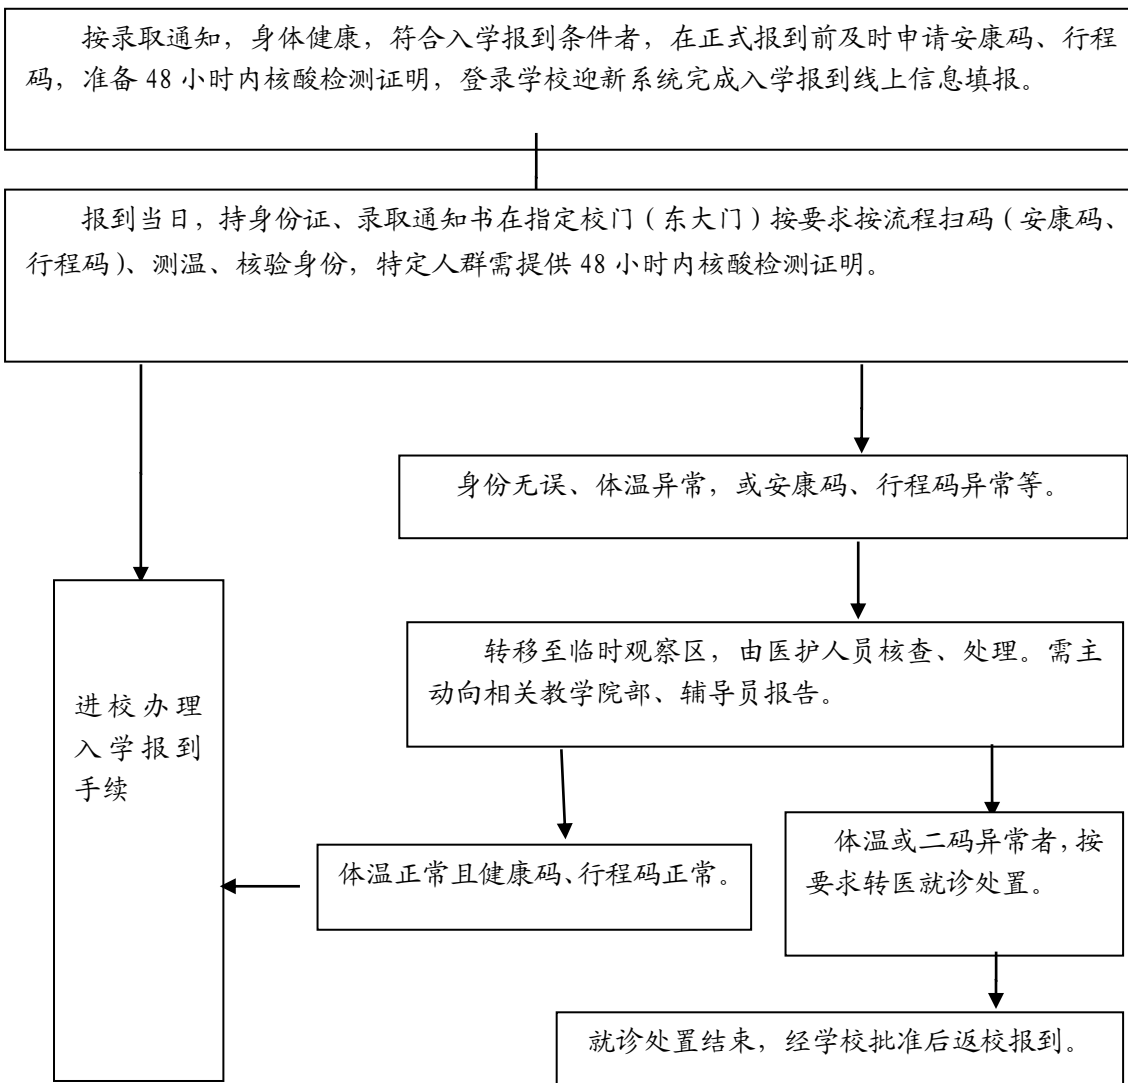 按录取通知，身体健康，符合入学报到条件者，在正式报到前及时申请安康码、行程
码，准备 48 小时内核酸检测证明，登录学校迎新系统完成入学报到线上信息填报。
报到当日，持身份证、录取通知书在指定校门（东大门）按要求按流程扫码（安康码、
行程码）、测温、核验身份，特定人群需提供 48 小时内核酸检测证明。
身份无误、体温异常，或安康码、行程码异常等。
转移至临时观察区，由医护人员核查、处理。需主
动向相关教学院部、辅导员报告。
进校办理
入学报到
手续
体温正常且健康码、行程码正常。
体温或二码异常者，按
要求转医就诊处置。
就诊处置结束，经学校批准后返校报到。